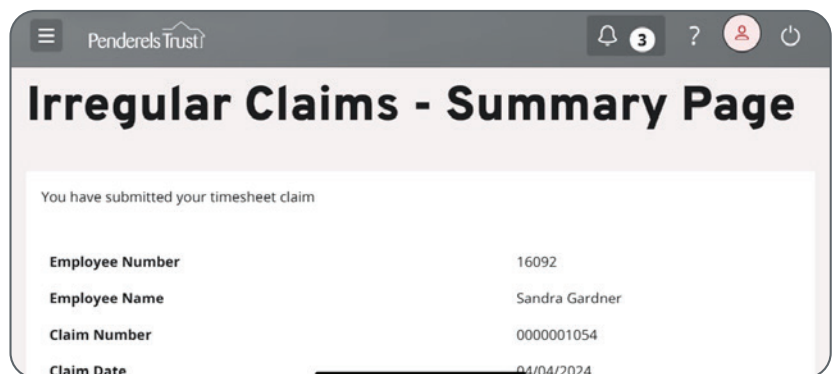 Penderels Trust
3
?
Irregular Claims - Summary Page
You have submitted your timesheet claim
Employee Number 16092
Employee Name Sandra Gardner
Claim Number 0000001054
Claim Date 04/04/2024